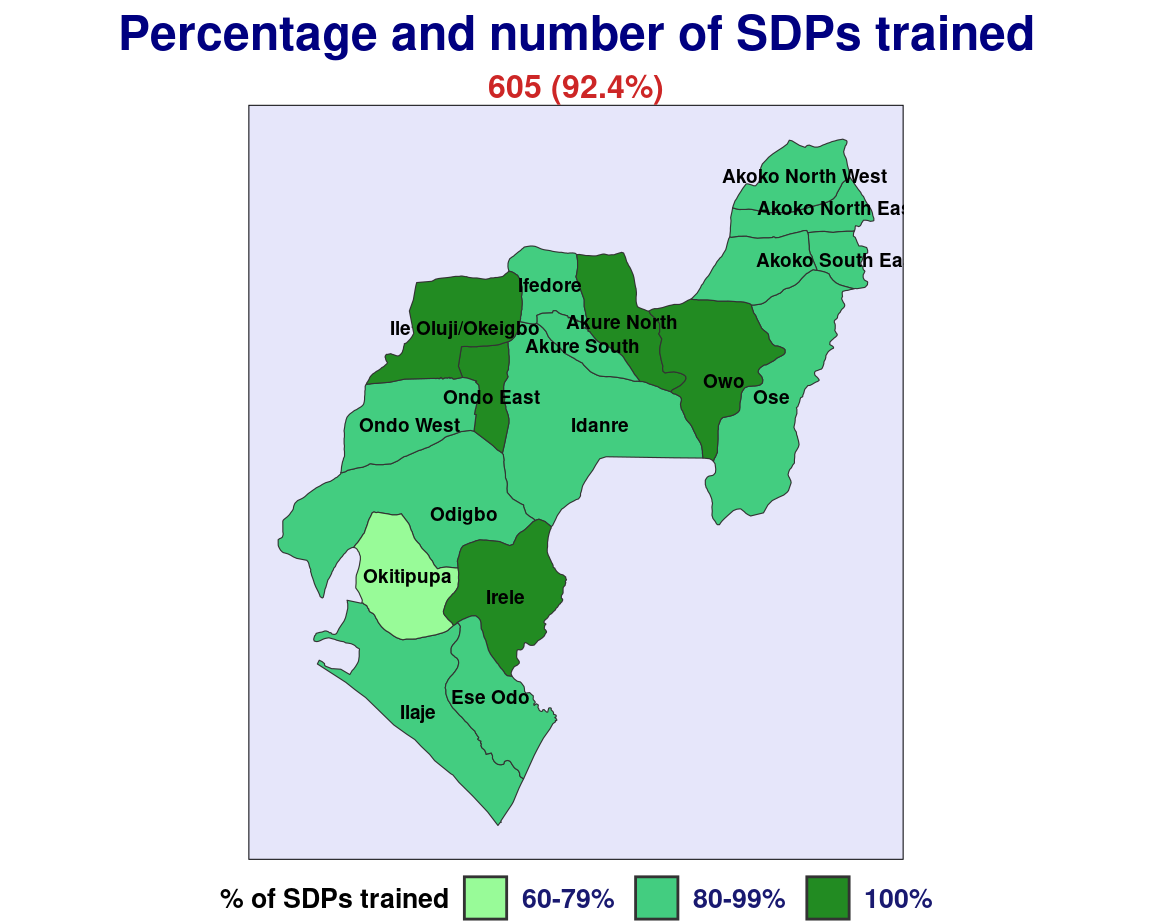 Percentage and number of SDPs trained
605 (92.4%)
Akoko North West
Akoko North Eas
Akoko South Ea
Ifedore
Ile Oluji/Okeigbo
Akure North
Akure South
Owo
Ondo East
Ose
Ondo West
Idanre
Odigbo
Okitipupa
Irele
Ese Odo
Ilaje
% of SDPs trained 60-79% 80-99% 100%